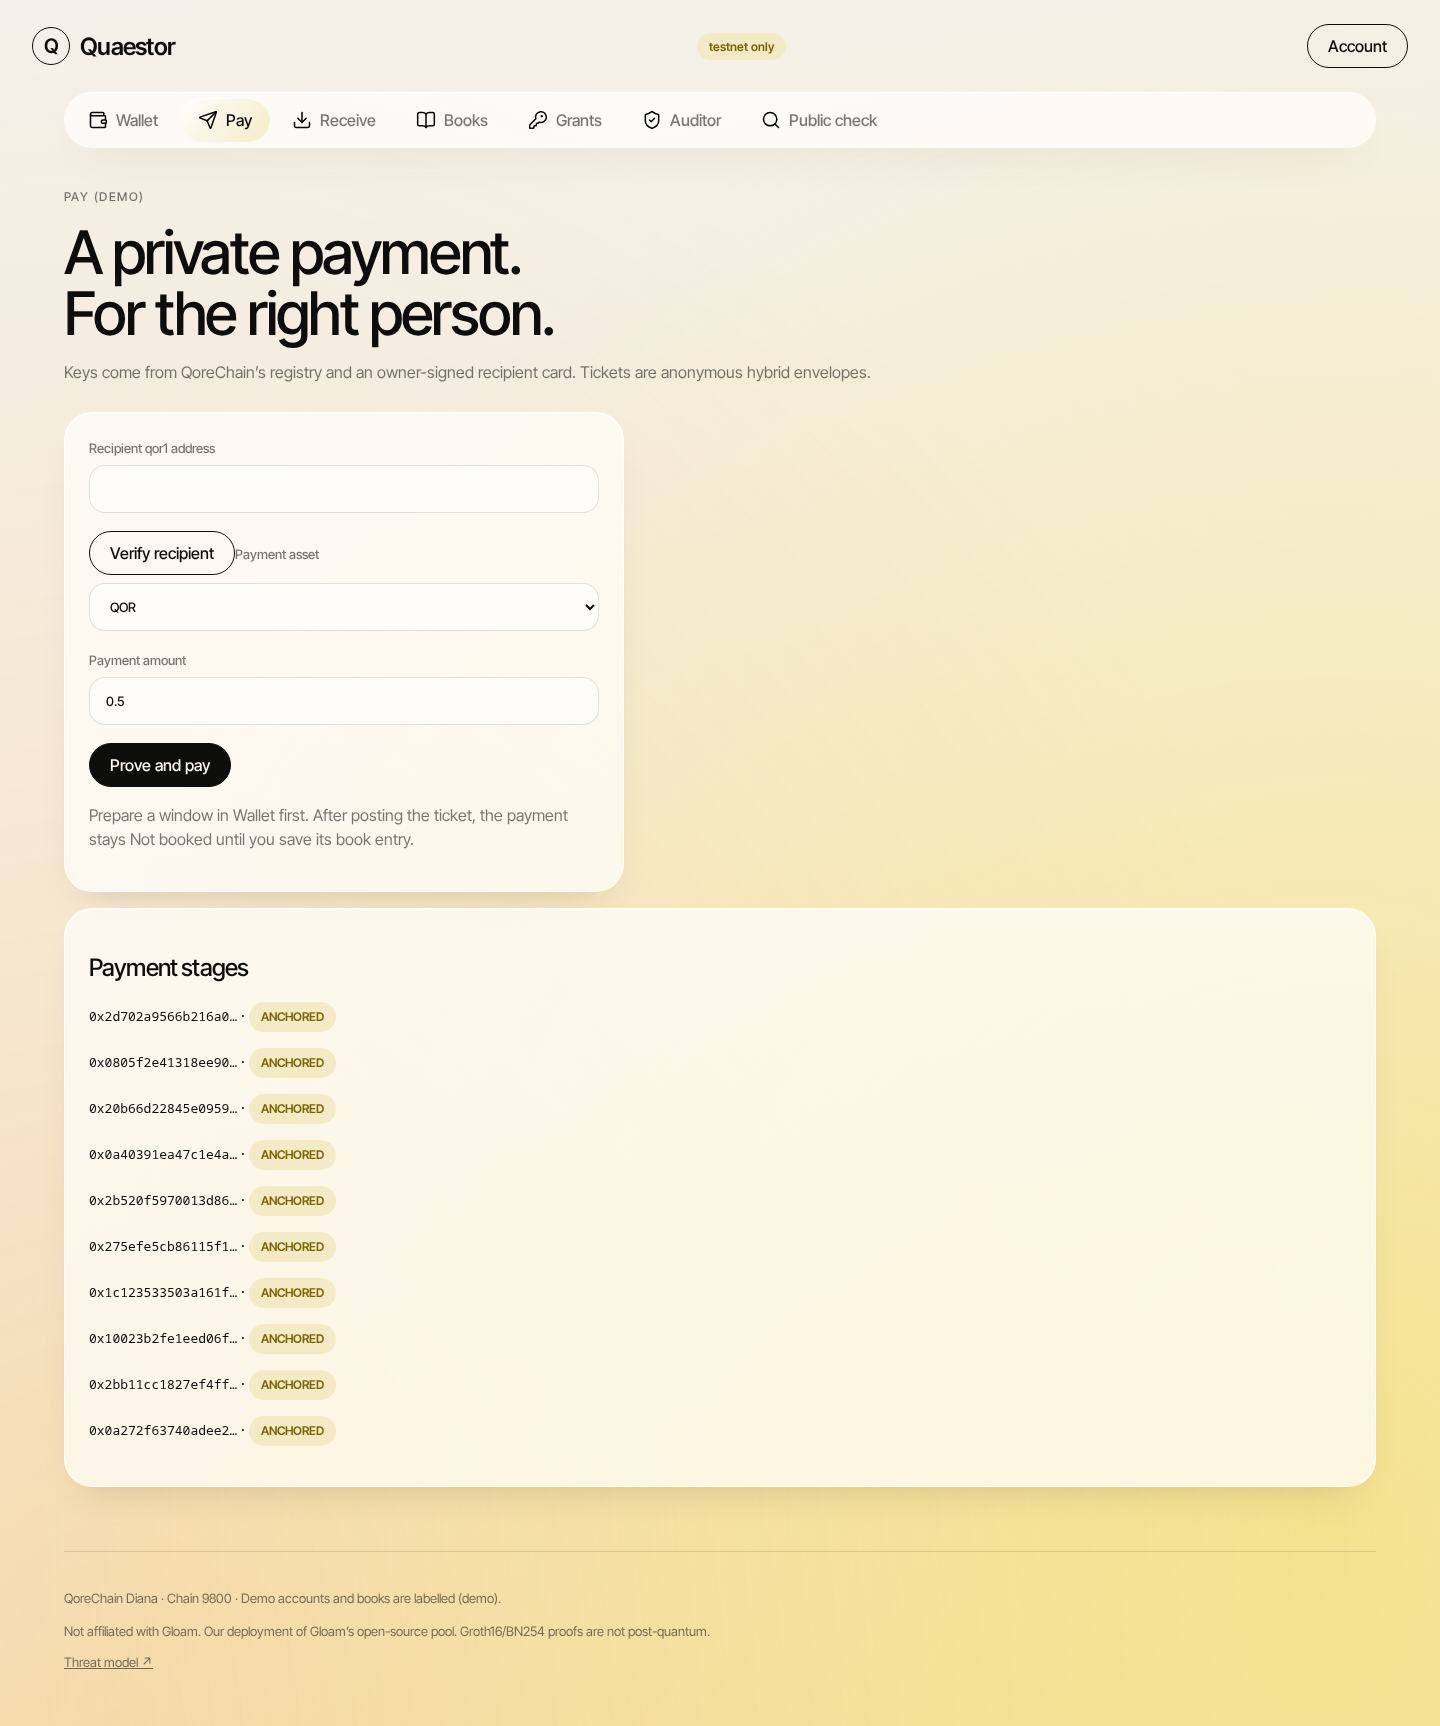 Q Quaestor
testnet only
Account
Wallet
Pay
Receive
Books
Grants
Auditor
Public check
PAY (DEMO)
A private payment.
For the right person.
Keys come from QoreChain’s registry and an owner-signed recipient card. Tickets are anonymous hybrid envelopes.
Recipient qor1 address
Verify recipient
Payment asset
QOR
Payment amount
0.5
Prove and pay
Prepare a window in Wallet first. After posting the ticket, the payment
stays Not booked until you save its book entry.
Payment stages
0x2d702a9566b216a0… · ANCHORED
0x0805f2e41318ee90… · ANCHORED
0x20b66d22845e0959… · ANCHORED
0x0a40391ea47c1e4a… · ANCHORED
0x2b520f5970013d86… · ANCHORED
0x275efe5cb86115f1… · ANCHORED
0x1c123533503a161f… · ANCHORED
0x10023b2fe1eed06f… · ANCHORED
0x2bb11cc1827ef4ff… · ANCHORED
0x0a272f63740adee2… · ANCHORED
QoreChain Diana · Chain 9800 · Demo accounts and books are labelled (demo).
Not affiliated with Gloam. Our deployment of Gloam’s open-source pool. Groth16/BN254 proofs are not post-quantum.
Threat model ↗